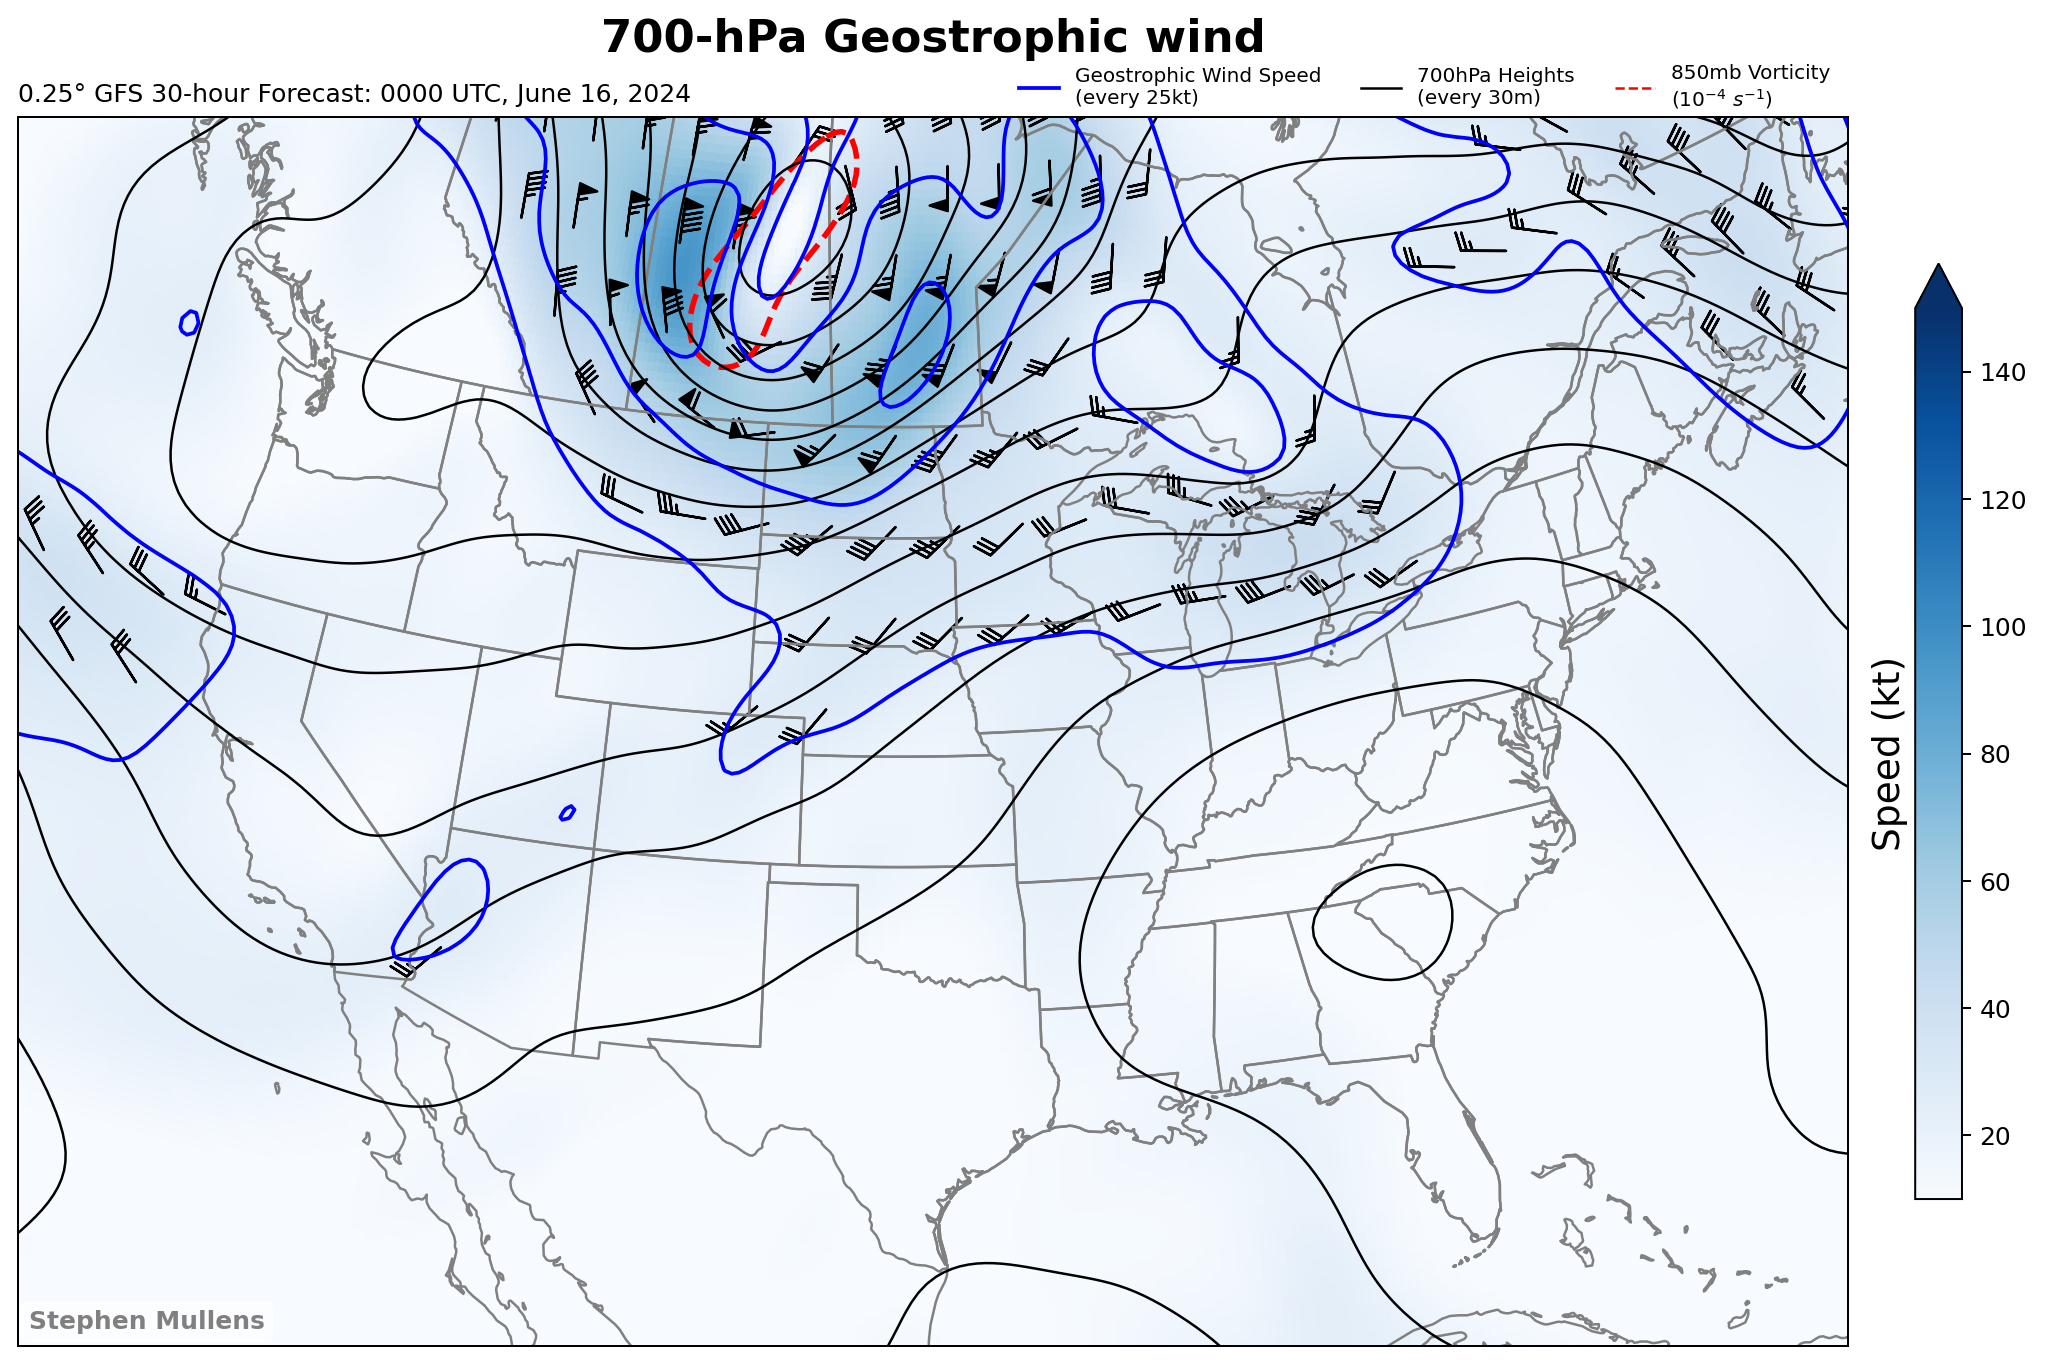 700-hPa Geostrophic wind
0.25° GFS 30-hour Forecast: 0000 UTC, June 16, 2024
Geostrophic Wind Speed
(every 25kt)
700hPa Heights
(every 30m)
850mb Vorticity
(10⁻⁴ s⁻¹)
140
120
100
80
60
40
20
Speed (kt)
Stephen Mullens